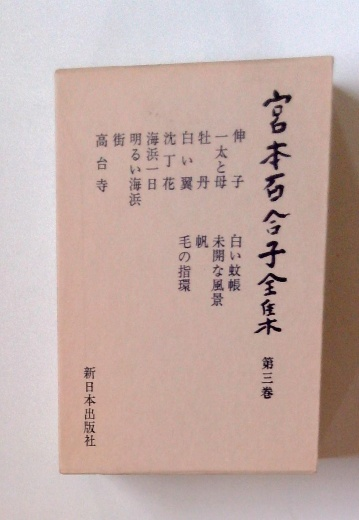 宮本百合子全集
第三巻
伸子
一太と母
牡丹
白い翼
沈丁花
海浜一日
明るい海浜
街
高台寺
白い蚊帳
未開な風景
帆
毛の指環
新日本出版社